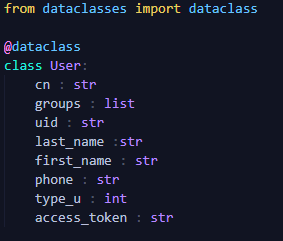 from dataclasses import dataclass
@dataclass
class User:
cn : str
groups : list
uid : str
last_name :str
first_name : str
phone : str
type_u : int
access_token : str